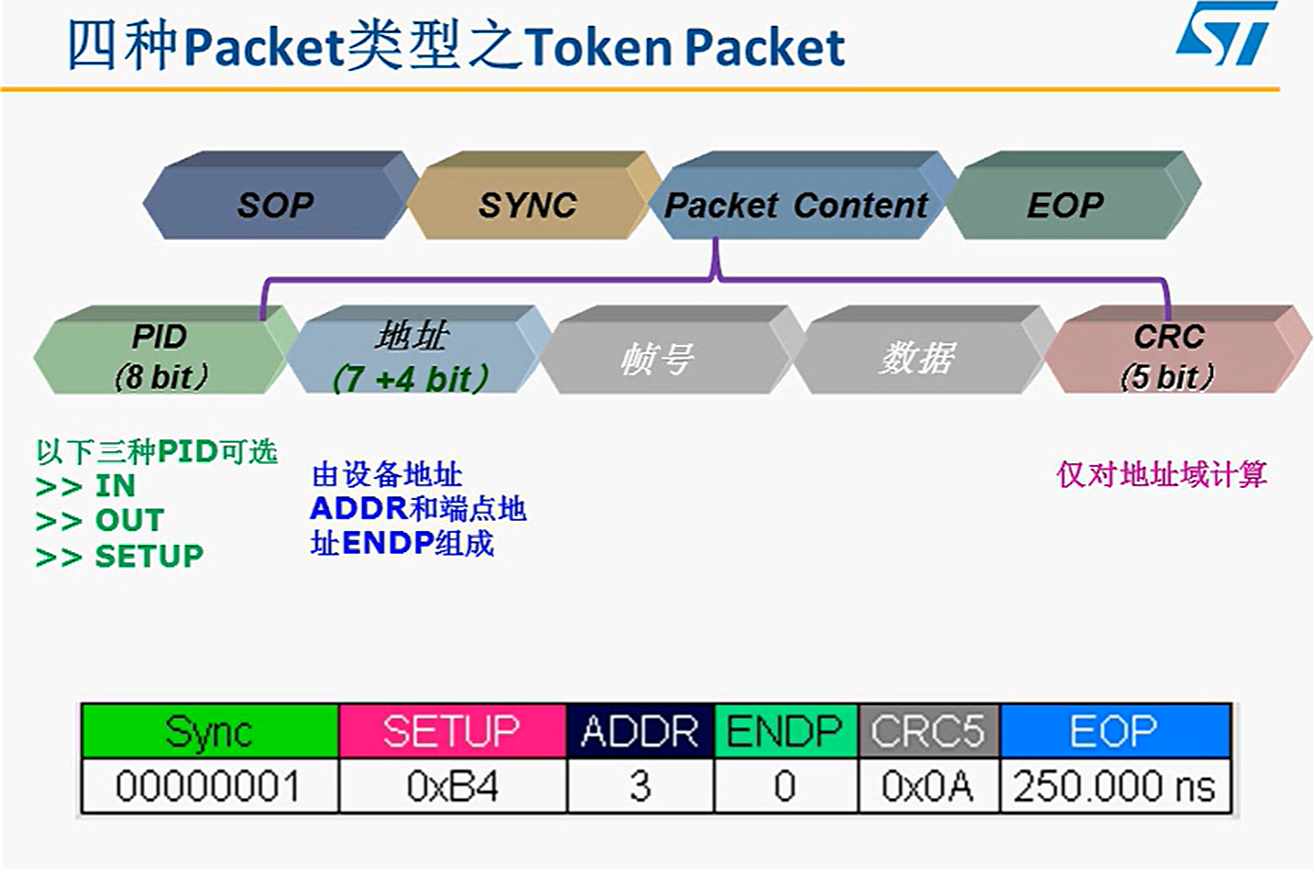 四种Packet类型之Token Packet
ST
SOP
SYNC
Packet Content
EOP
PID
(8 bit）
地址
(7 +4 bit）
帧号
数据
CRC
(5 bit）
以下三种PID可选
>> IN
>> OUT
>> SETUP
由设备地址
ADDR和端点地
址ENDP组成
仅对地址域计算
Sync SETUP ADDR ENDP CRC5 EOP
00000001 0xB4 3 0 0x0A 250.000 ns